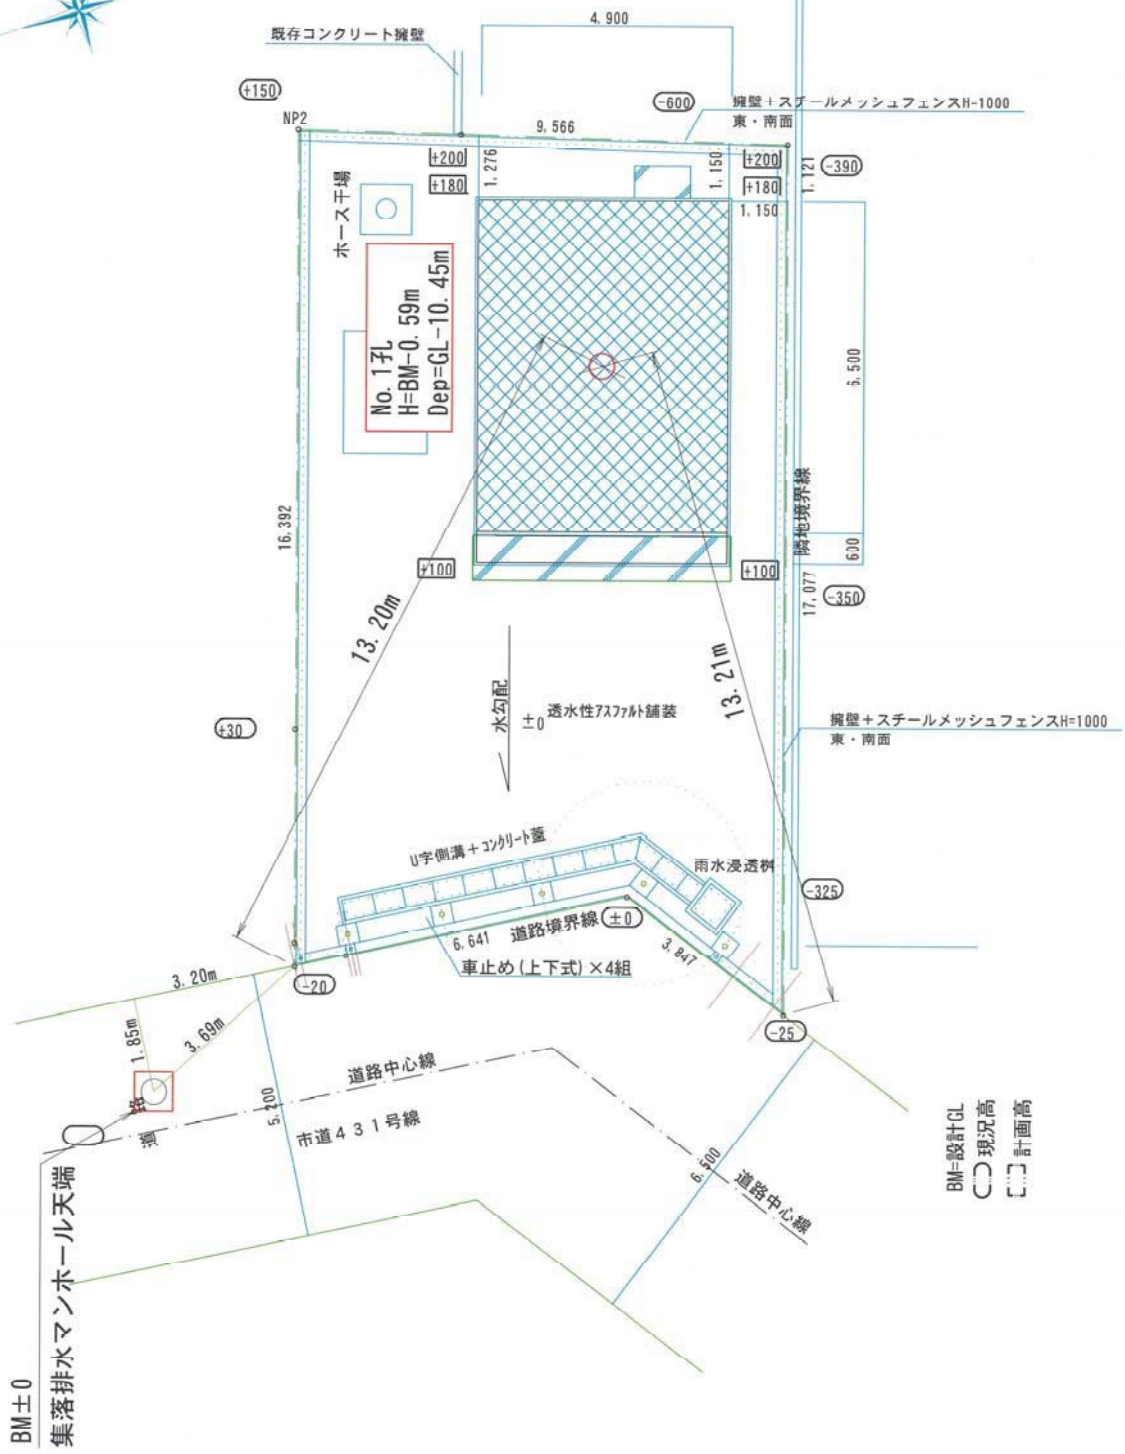 4.900
既存コンクリート擁壁
+150
NP2
9,566
-600
擁壁+スチールメッシュフェンスH-1000
東・南面
+200
+180
1,276
1,150
+200
+180
1,121
-390
1,150
ホース干場
No. 1孔
H=BM-0. 59m
Dep=GL-10. 45m
6,500
16.392
隣地境界線
600
+100
+100
17,077
-350
13. 20m
13. 21m
水勾配
±0
透水性アスファルト舗装
+30
擁壁+スチールメッシュフェンスH=1000
東・南面
U字側溝+コンクリート蓋
雨水浸透桝
-325
6,641
道路境界線
±0
3,847
車止め(上下式)×4組
3.20m
-20
1.85m
3.69m
-25
道路中心線
5,200
道路
市道431号線
6,500
道路中心線
BM=設計GL
現況高
計画高
BM±0
集落排水マンホール天端